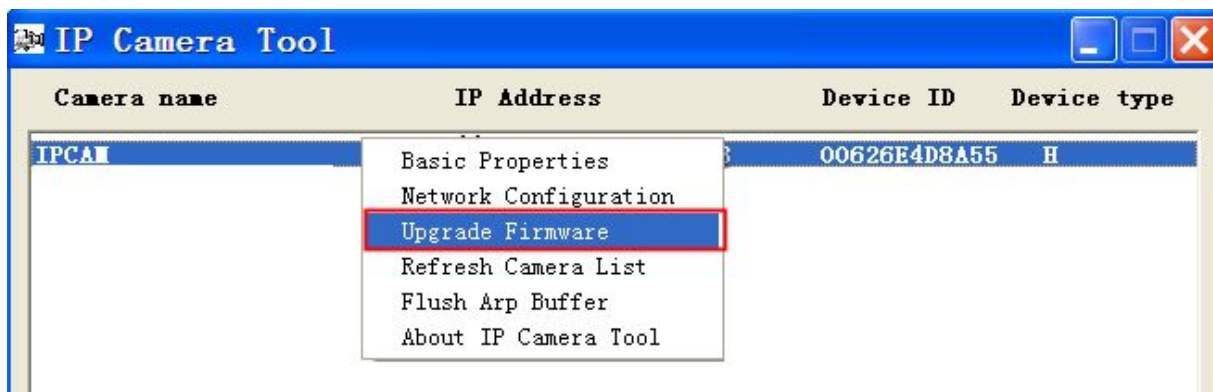 IP Camera Tool
Camera name IP Address Device ID Device type
IPCAM 00626E4D8A55 H
Basic Properties
Network Configuration
Upgrade Firmware
Refresh Camera List
Flush Arp Buffer
About IP Camera Tool